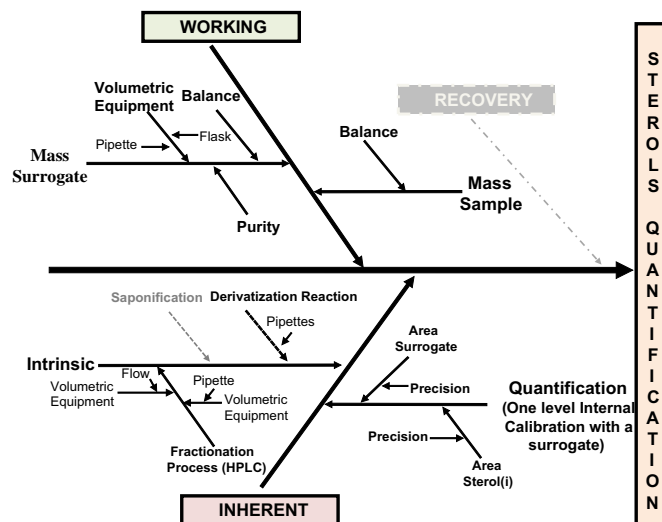 WORKING
Volumetric
Equipment
Balance
Pipette
Flask
Mass
Surrogate
Purity
RECOVERY
Balance
Mass
Sample
STEROLS QUANTIFICATION
Saponification
Derivatization Reaction
Pipettes
Intrinsic
Flow
Volumetric
Equipment
Pipette
Volumetric
Equipment
Fractionation
Process (HPLC)
Area
Surrogate
Precision
Quantification
(One level Internal
Calibration with a
surrogate)
Precision
Area
Sterol(i)
INHERENT